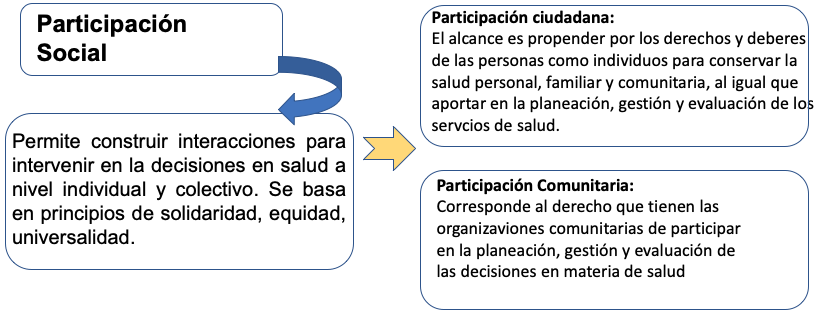 Participación
Social
Permite construir interacciones para
intervenir en la decisiones en salud a
nivel individual y colectivo. Se basa
en principios de solidaridad, equidad,
universalidad.
Participación ciudadana:
El alcance es propender por los derechos y deberes
de las personas como individuos para conservar la
salud personal, familiar y comunitaria, al igual que
aportar en la planeación, gestión y evaluación de los
servcios de salud.
Participación Comunitaria:
Corresponde al derecho que tienen las
organizaviones comunitarias de participar
en la planeación, gestión y evaluación de
las decisiones en materia de salud